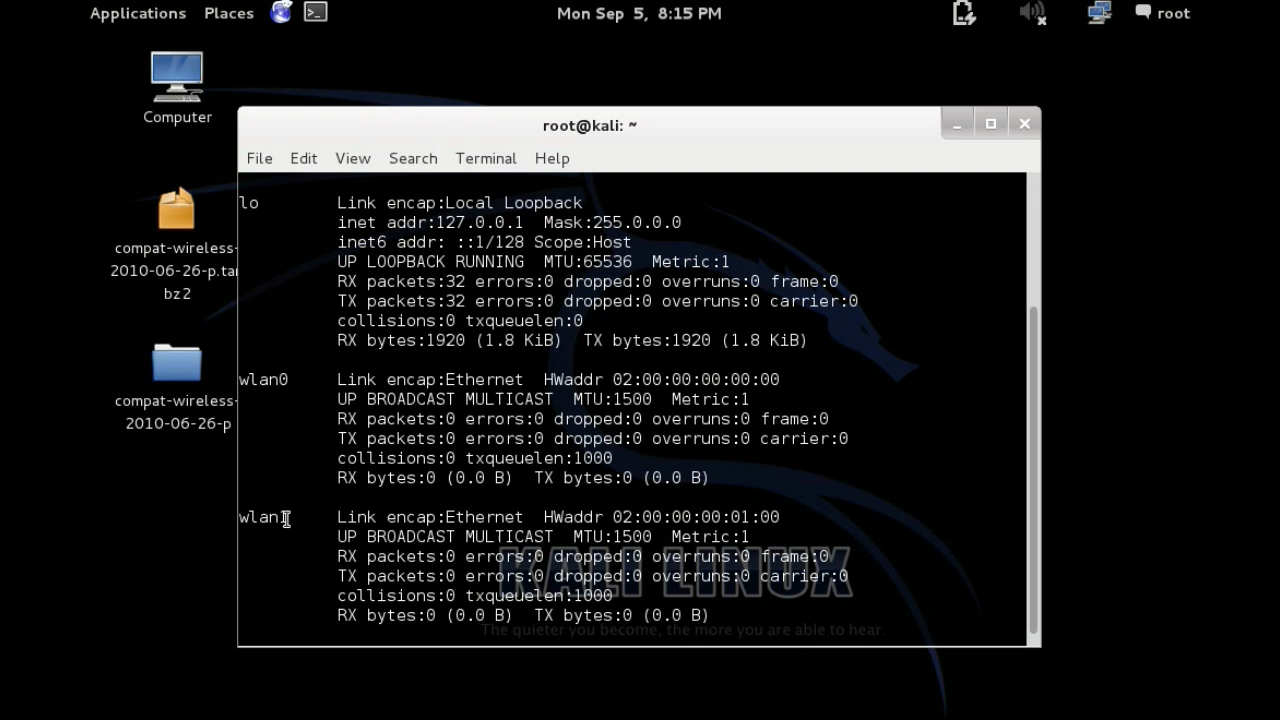 Applications Places Mon Sep 5, 8:15 PM root
Computer
compat-wireless-
2010-06-26-p.tar
bz2
compat-wireless-
2010-06-26-p
root@kali: ~
File Edit View Search Terminal Help
lo Link encap:Local Loopback
inet addr:127.0.0.1 Mask:255.0.0.0
inet6 addr: ::1/128 Scope:Host
UP LOOPBACK RUNNING MTU:65536 Metric:1
RX packets:32 errors:0 dropped:0 overruns:0 frame:0
TX packets:32 errors:0 dropped:0 overruns:0 carrier:0
collisions:0 txqueuelen:0
RX bytes:1920 (1.8 KiB) TX bytes:1920 (1.8 KiB)
wlan0 Link encap:Ethernet HWaddr 02:00:00:00:00:00
UP BROADCAST MULTICAST MTU:1500 Metric:1
RX packets:0 errors:0 dropped:0 overruns:0 frame:0
TX packets:0 errors:0 dropped:0 overruns:0 carrier:0
collisions:0 txqueuelen:1000
RX bytes:0 (0.0 B) TX bytes:0 (0.0 B)
wlan1 Link encap:Ethernet HWaddr 02:00:00:00:01:00
UP BROADCAST MULTICAST MTU:1500 Metric:1
RX packets:0 errors:0 dropped:0 overruns:0 frame:0
TX packets:0 errors:0 dropped:0 overruns:0 carrier:0
collisions:0 txqueuelen:1000
RX bytes:0 (0.0 B) TX bytes:0 (0.0 B)
KALI LINUX
The quieter you become, the more you are able to hear.